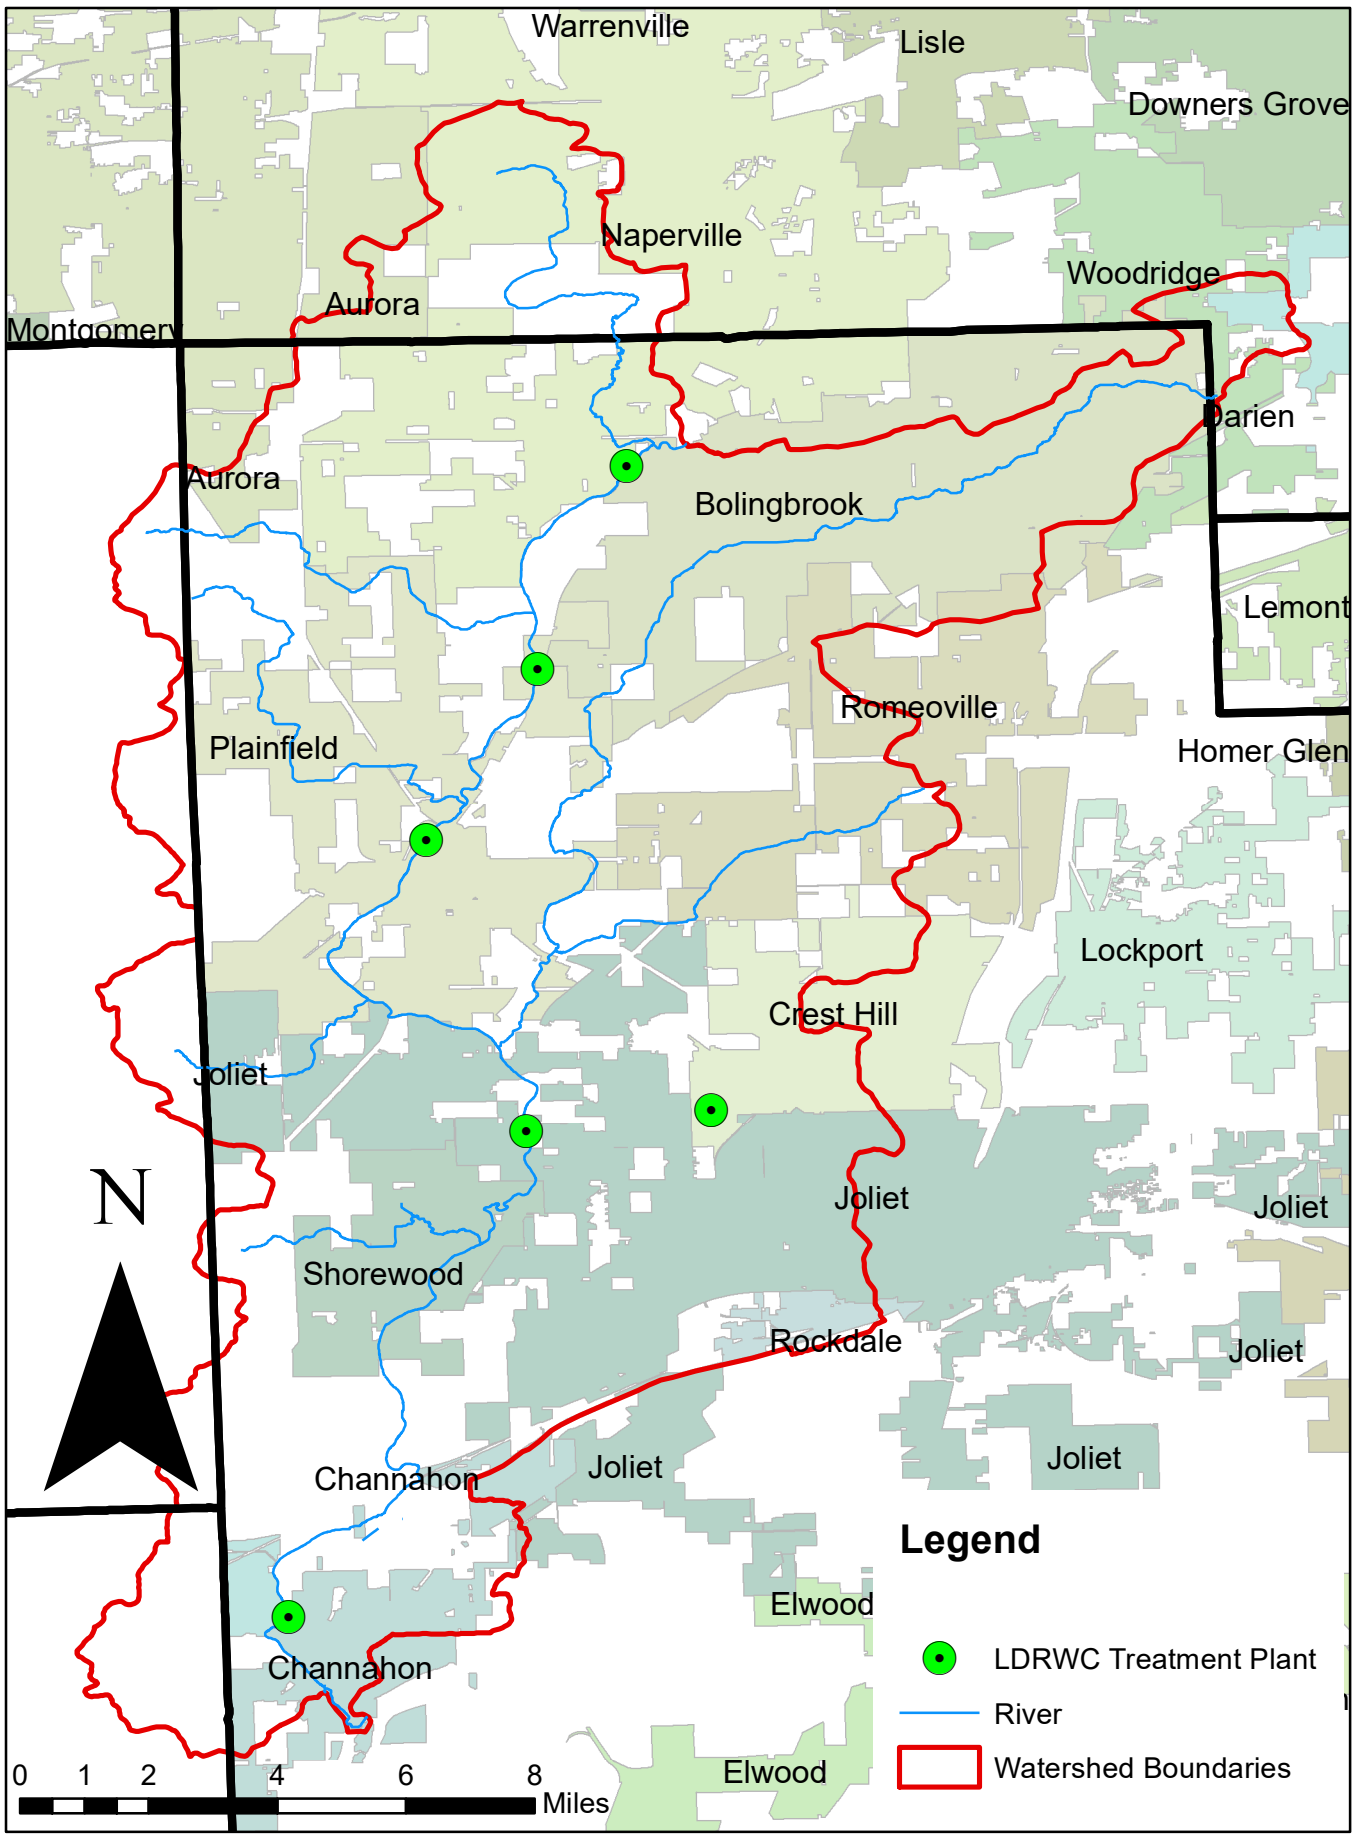 Warrenville
Lisle
Downers Grove
Naperville
Woodridge
Aurora
Montgomery
Darien
Aurora
Bolingbrook
Lemont
Romeoville
Plainfield
Homer Glen
Lockport
Crest Hill
Joliet
N
Joliet
Joliet
Shorewood
Rockdale
Joliet
Joliet
Joliet
Channahon
Legend
Elwood
LDRWC Treatment Plant
Channahon
River
Watershed Boundaries
Elwood
0 1 2 4 6 8
Miles